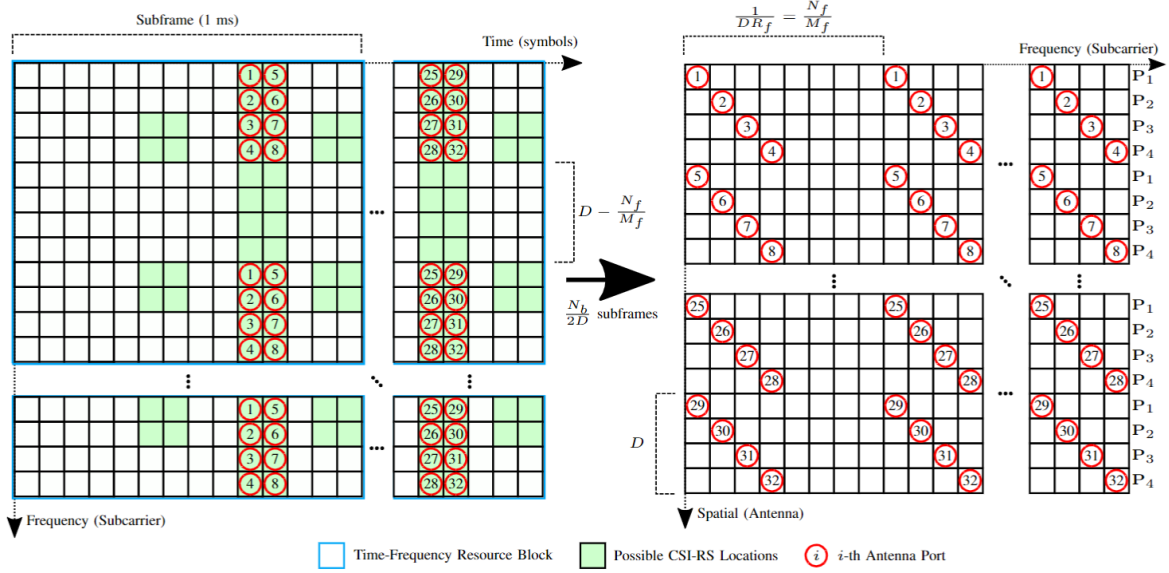 Subframe (1 ms)
Time (symbols)
1 5 25 29
2 6 26 30
3 7 27 31
4 8 28 32
...
D − N_f/M_f
1 5 25 29
2 6 26 30
3 7 27 31
4 8 28 32
... ... ...
1 5 25 29
2 6 26 30
3 7 ... 27 31
4 8 28 32
Frequency (Subcarrier)
N_b/2D subframes
1/DR_f = N_f/M_f
Frequency (Subcarrier)
1 1 1 P₁
2 2 2 P₂
3 3 3 P₃
4 4 ... 4 P₄
5 5 5 P₁
6 6 6 P₂
7 7 7 P₃
8 8 8 P₄
... ... ...
25 25 25 P₁
26 26 26 P₂
27 27 27 P₃
28 28 ... 28 P₄
29 29 29 P₁
30 30 30 P₂
31 31 31 P₃
32 32 32 P₄
D
Spatial (Antenna)
Time-Frequency Resource Block
Possible CSI-RS Locations
i i-th Antenna Port